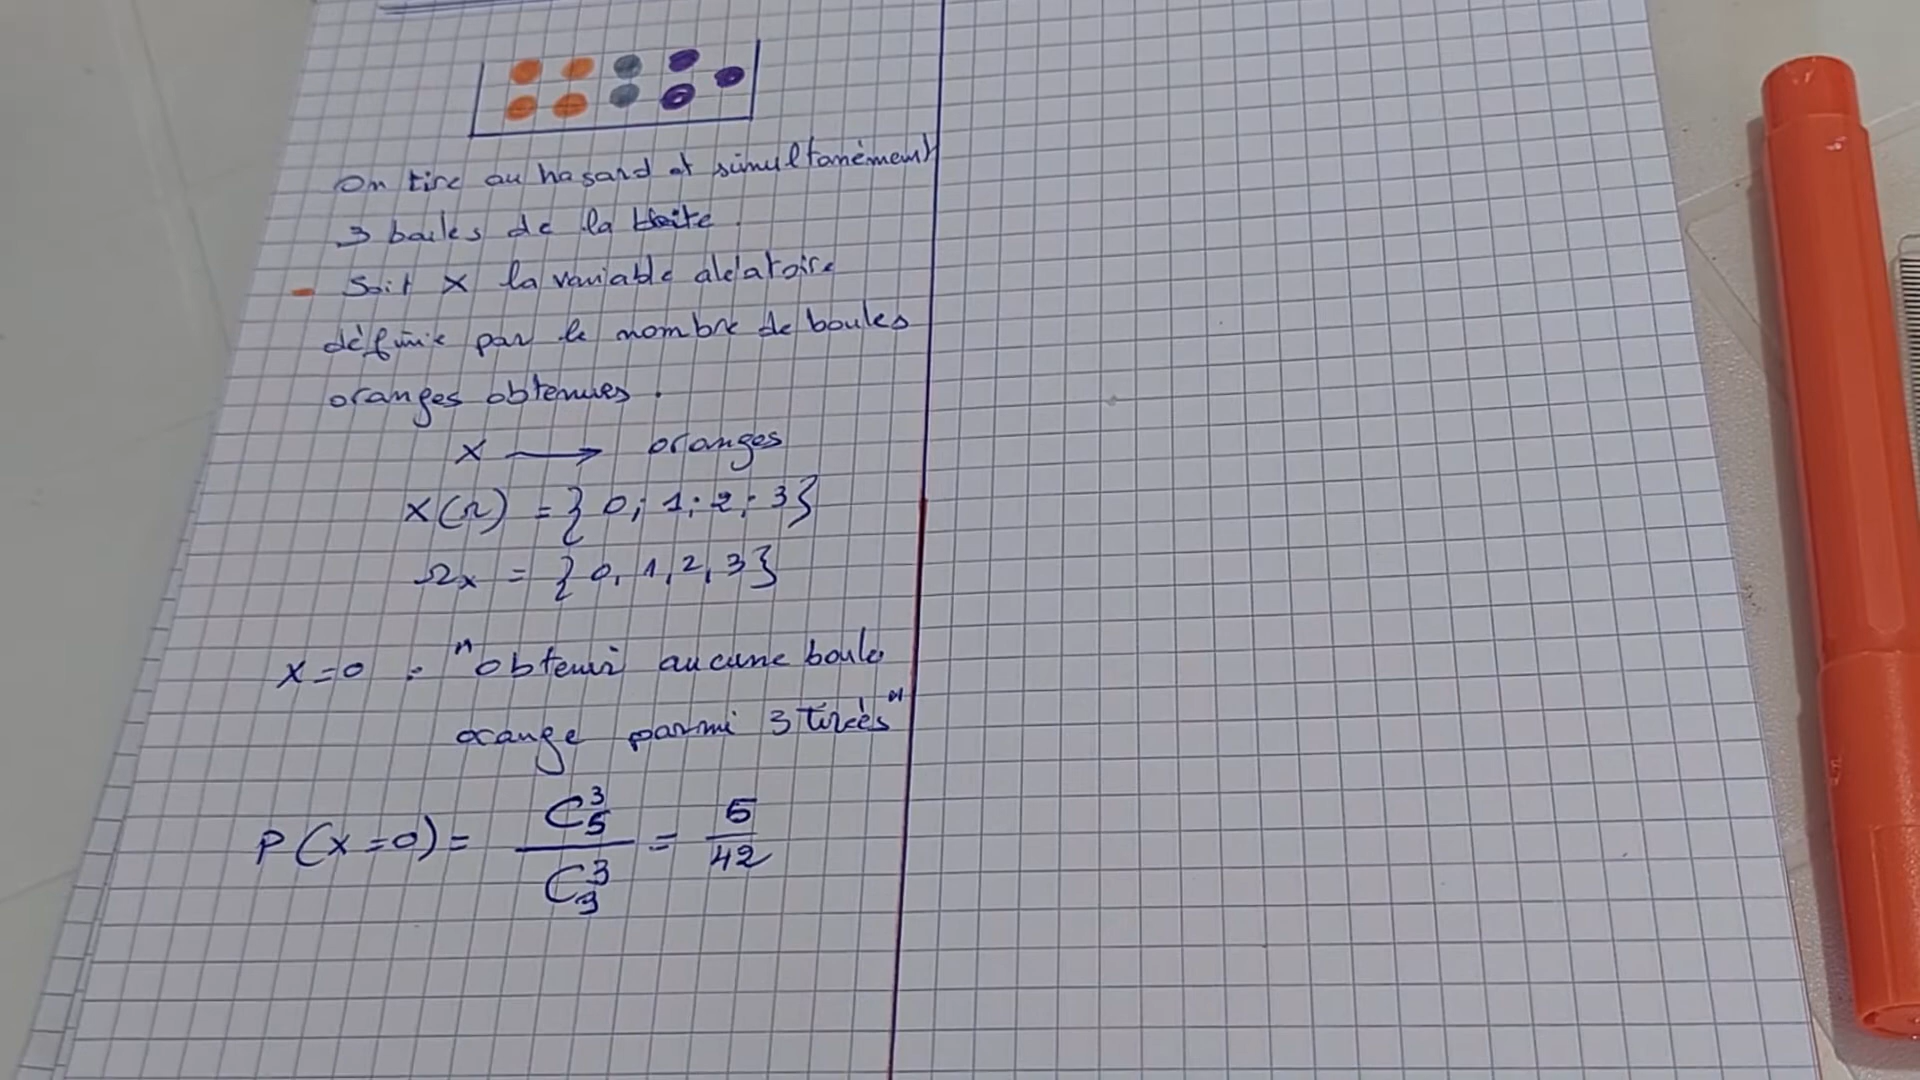 On tire au hasard et simultanément
3 boules de la boite.
- Soit X la variable aléatoire
définie par le nombre de boules
oranges obtenues.
X → oranges
X(Ω) = {0; 1; 2; 3}
Ωx = {0, 1, 2, 3}
X=0 : "obtenir aucune boule
orange parmi 3 tirées"
P(X=0) = C₅³ / C₃³ = 5/42